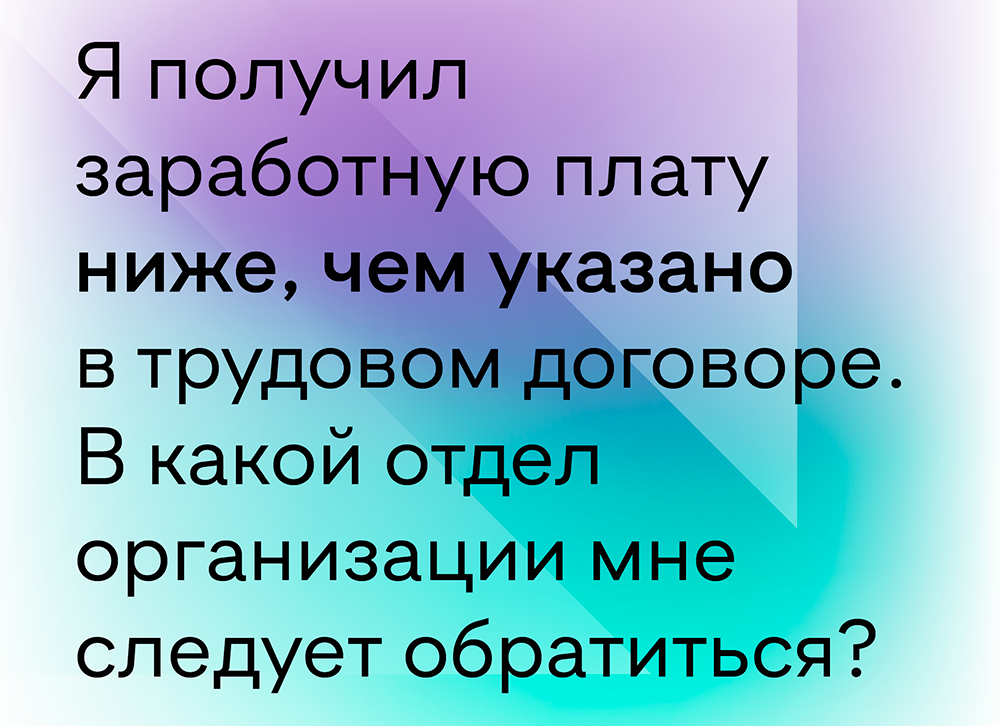 Я получил
заработную плату
ниже, чем указано
в трудовом договоре.
В какой отдел
организации мне
следует обратиться?